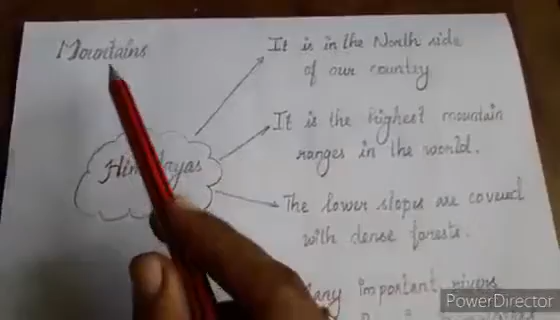 Mountains
Himalayas
It is in the North side
of our country
It is the highest mountain
ranges in the world.
The lower slopes are covered
with dense forests.
Many important rivers
PowerDirector